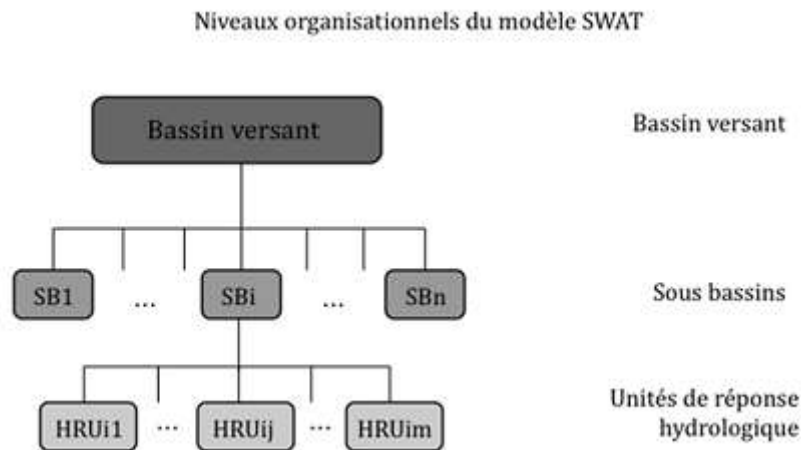 Niveaux organisationnels du modèle SWAT
Bassin versant
Bassin versant
SB1
...
SBi
...
SBn
Sous bassins
HRUi1
...
HRUij
...
HRUim
Unités de réponse
hydrologique